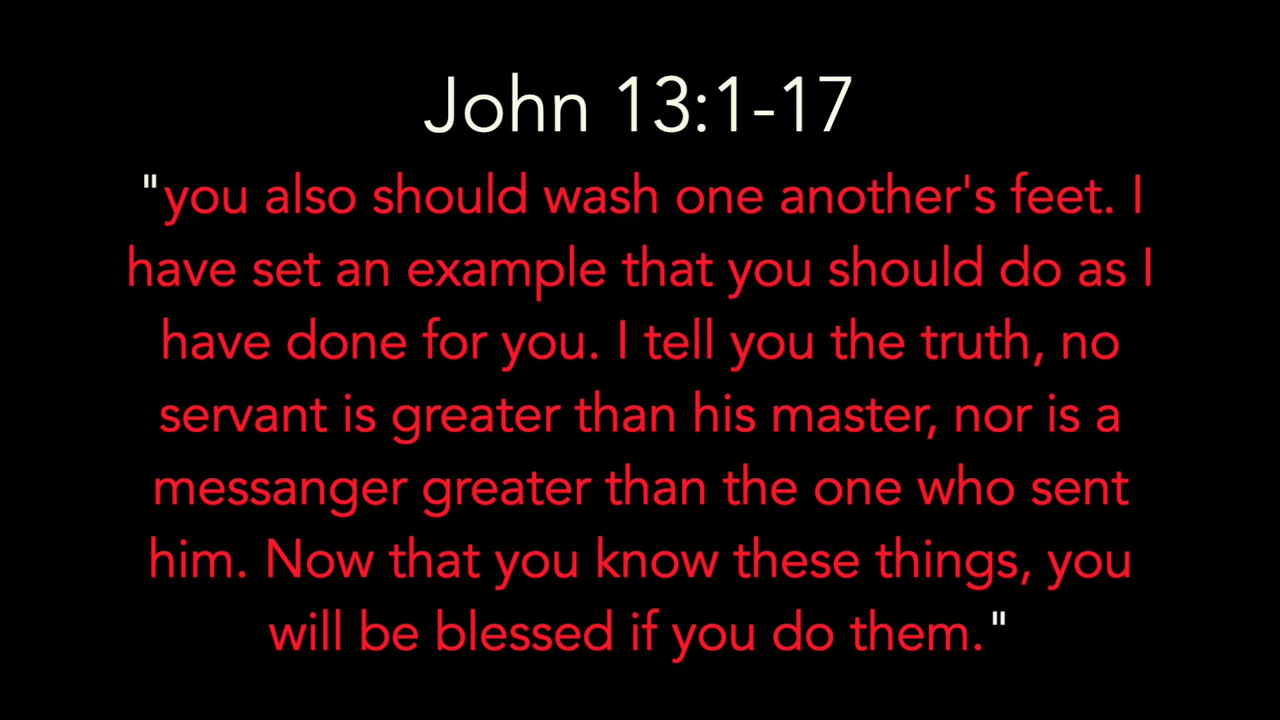 John 13:1-17
"you also should wash one another's feet. I
have set an example that you should do as I
have done for you. I tell you the truth, no
servant is greater than his master, nor is a
messanger greater than the one who sent
him. Now that you know these things, you
will be blessed if you do them."